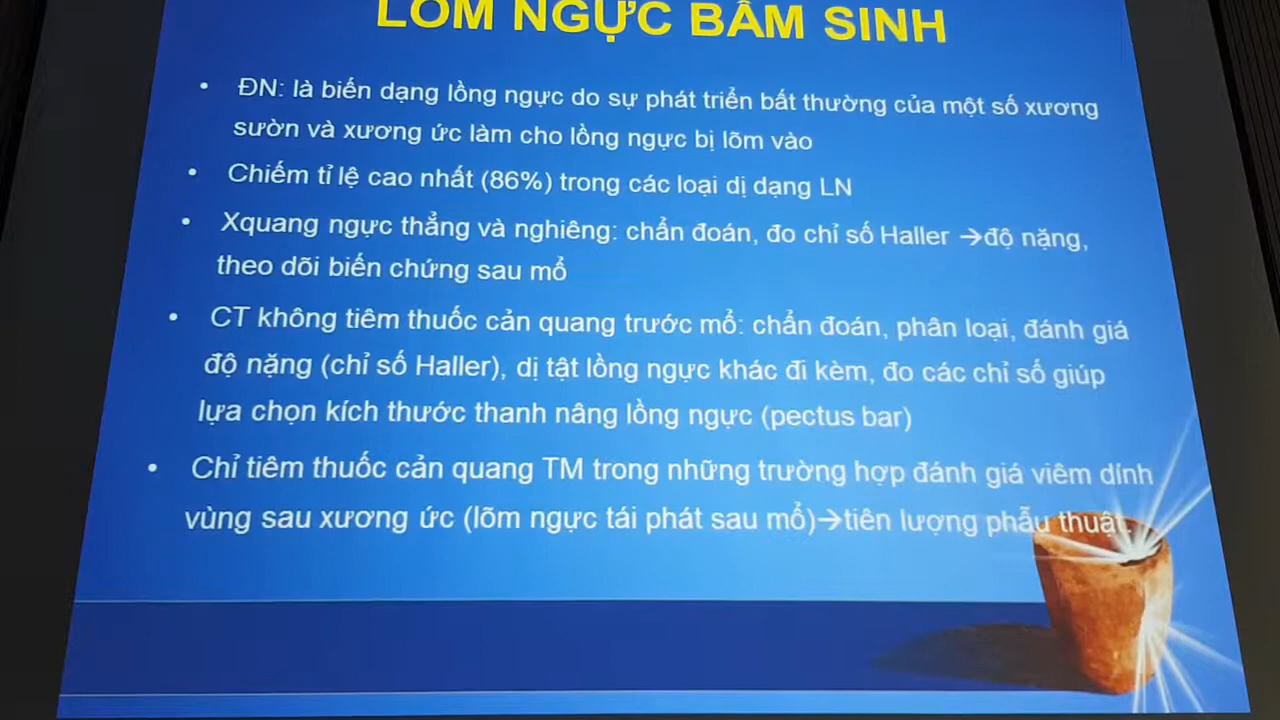 LÕM NGỰC BẨM SINH
• ĐN: là biến dạng lồng ngực do sự phát triển bất thường của một số xương
sườn và xương ức làm cho lồng ngực bị lõm vào
• Chiếm tỉ lệ cao nhất (86%) trong các loại dị dạng LN
• Xquang ngực thẳng và nghiêng: chẩn đoán, đo chỉ số Haller →độ nặng,
theo dõi biến chứng sau mổ
• CT không tiêm thuốc cản quang trước mổ: chẩn đoán, phân loại, đánh giá
độ nặng (chỉ số Haller), dị tật lồng ngực khác đi kèm, đo các chỉ số giúp
lựa chọn kích thước thanh nâng lồng ngực (pectus bar)
• Chỉ tiêm thuốc cản quang TM trong những trường hợp đánh giá viêm dính
vùng sau xương ức (lõm ngực tái phát sau mổ)→tiên lượng phẫu thuật.